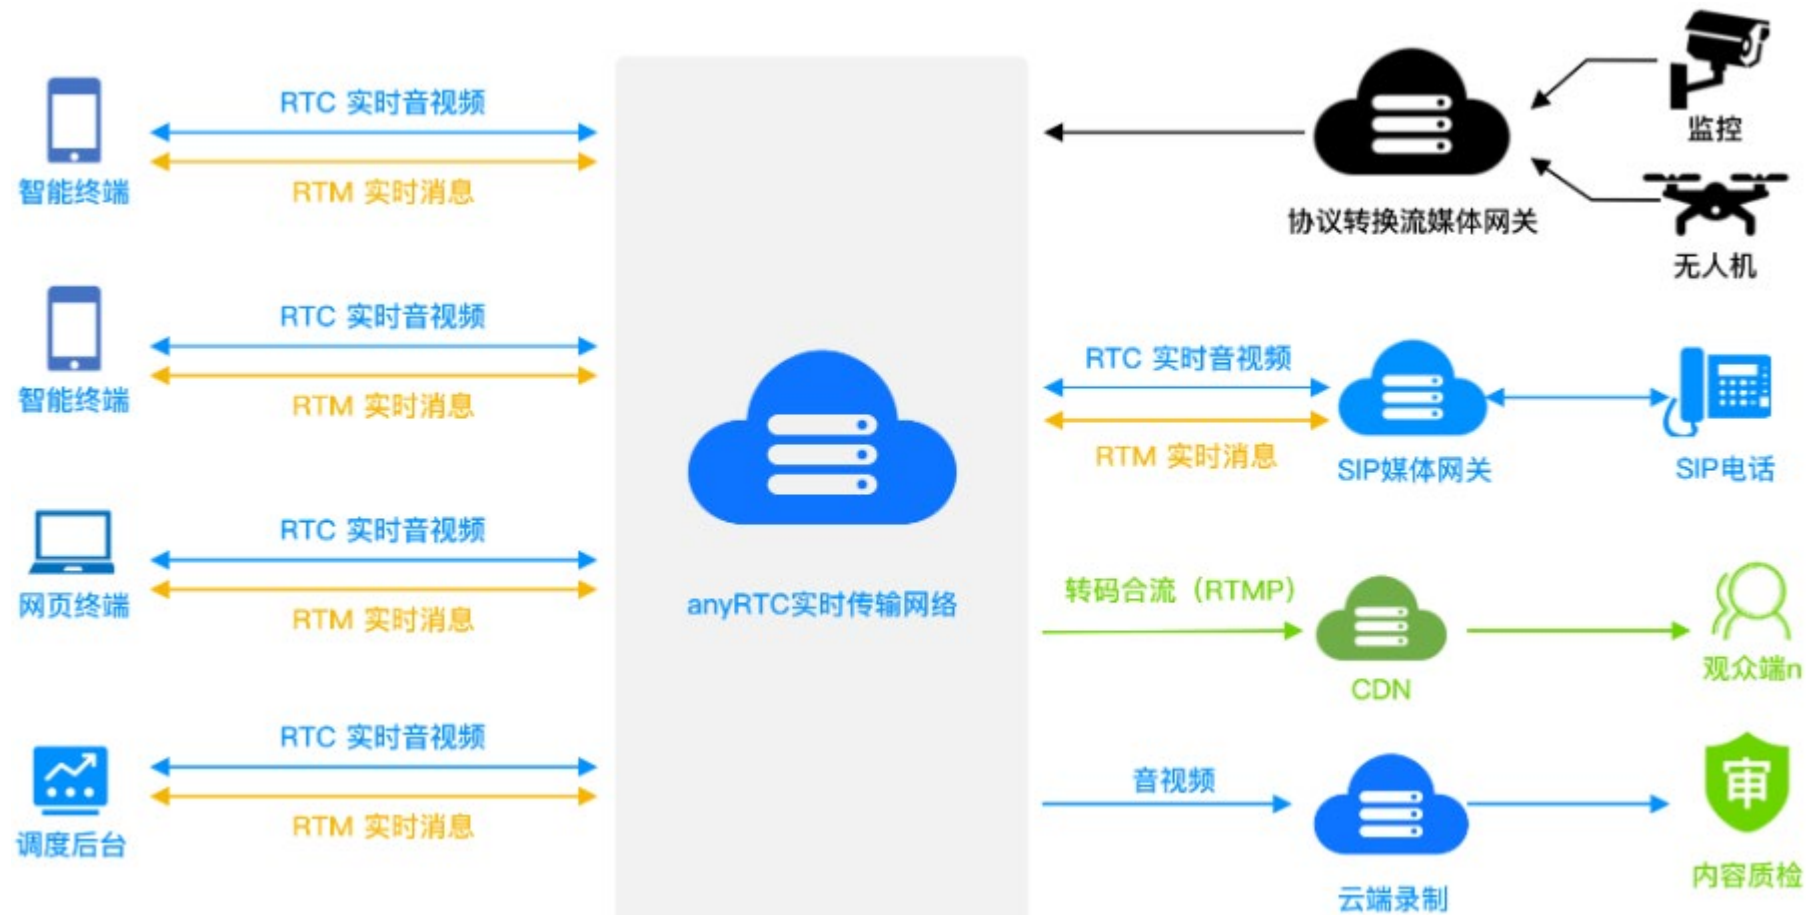 RTC 实时音视频
RTM 实时消息
智能终端
RTC 实时音视频
RTM 实时消息
智能终端
RTC 实时音视频
RTM 实时消息
网页终端
RTC 实时音视频
RTM 实时消息
调度后台
anyRTC实时传输网络
监控
协议转换流媒体网关
无人机
RTC 实时音视频
RTM 实时消息
SIP媒体网关
SIP电话
转码合流（RTMP）
CDN
观众端n
音视频
云端录制
审
内容质检